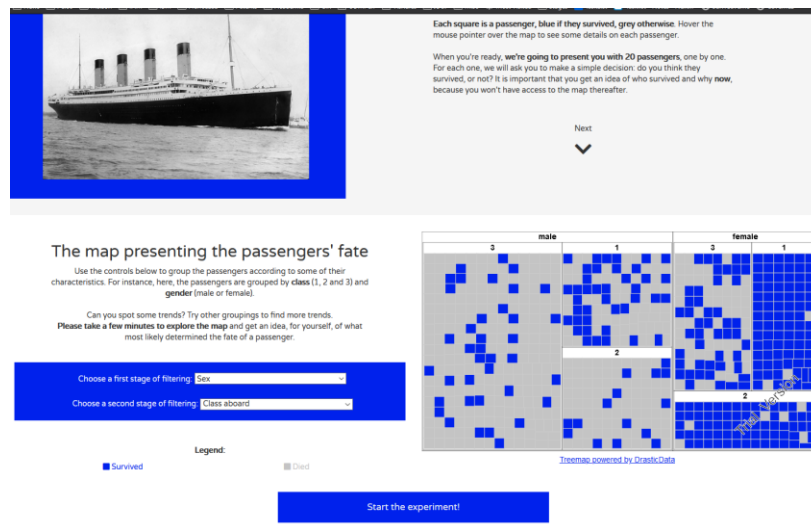 Each square is a passenger, blue if they survived, grey otherwise. Hover the
mouse pointer over the map to see some details on each passenger.
When you're ready, we're going to present you with 20 passengers, one by one.
For each one, we will ask you to make a simple decision: do you think they
survived, or not? It is important that you get an idea of who survived and why now,
because you won't have access to the map thereafter.
Next
The map presenting the passengers' fate
Use the controls below to group the passengers according to some of their
characteristics. For instance, here, the passengers are grouped by class (1, 2 and 3) and
gender (male or female).
Can you spot some trends? Try other groupings to find more trends.
Please take a few minutes to explore the map and get an idea, for yourself, of what
most likely determined the fate of a passenger.
Choose a first stage of filtering: Sex
Choose a second stage of filtering: Class aboard
Legend:
Survived
Died
male
female
3
1
3
1
2
2
Trial Version
Treemap powered by DrasticData
Start the experiment!